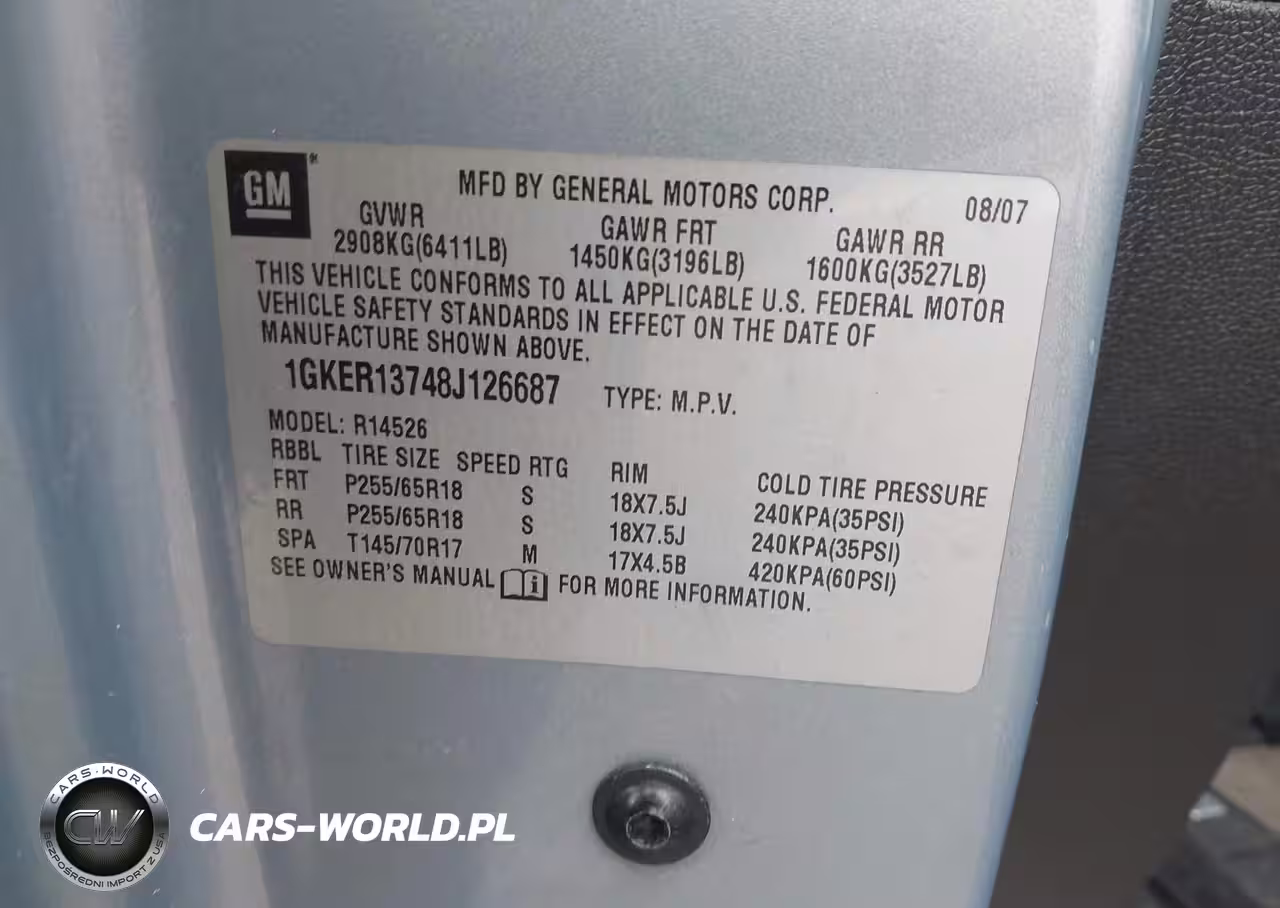 GM
MFD BY GENERAL MOTORS CORP. 08/07
GVWR GAWR FRT GAWR RR
2908KG(6411LB) 1450KG(3196LB) 1600KG(3527LB)
THIS VEHICLE CONFORMS TO ALL APPLICABLE U.S. FEDERAL MOTOR
VEHICLE SAFETY STANDARDS IN EFFECT ON THE DATE OF
MANUFACTURE SHOWN ABOVE.
1GKER13748J126687 TYPE: M.P.V.
MODEL: R14526
RBBL TIRE SIZE SPEED RTG RIM COLD TIRE PRESSURE
FRT P255/65R18 S 18X7.5J 240KPA(35PSI)
RR P255/65R18 S 18X7.5J 240KPA(35PSI)
SPA T145/70R17 M 17X4.5B 420KPA(60PSI)
SEE OWNER'S MANUAL i FOR MORE INFORMATION.
CARS-WORLD
CW
BEZPOŚREDNI IMPORT Z USA
CARS-WORLD.PL